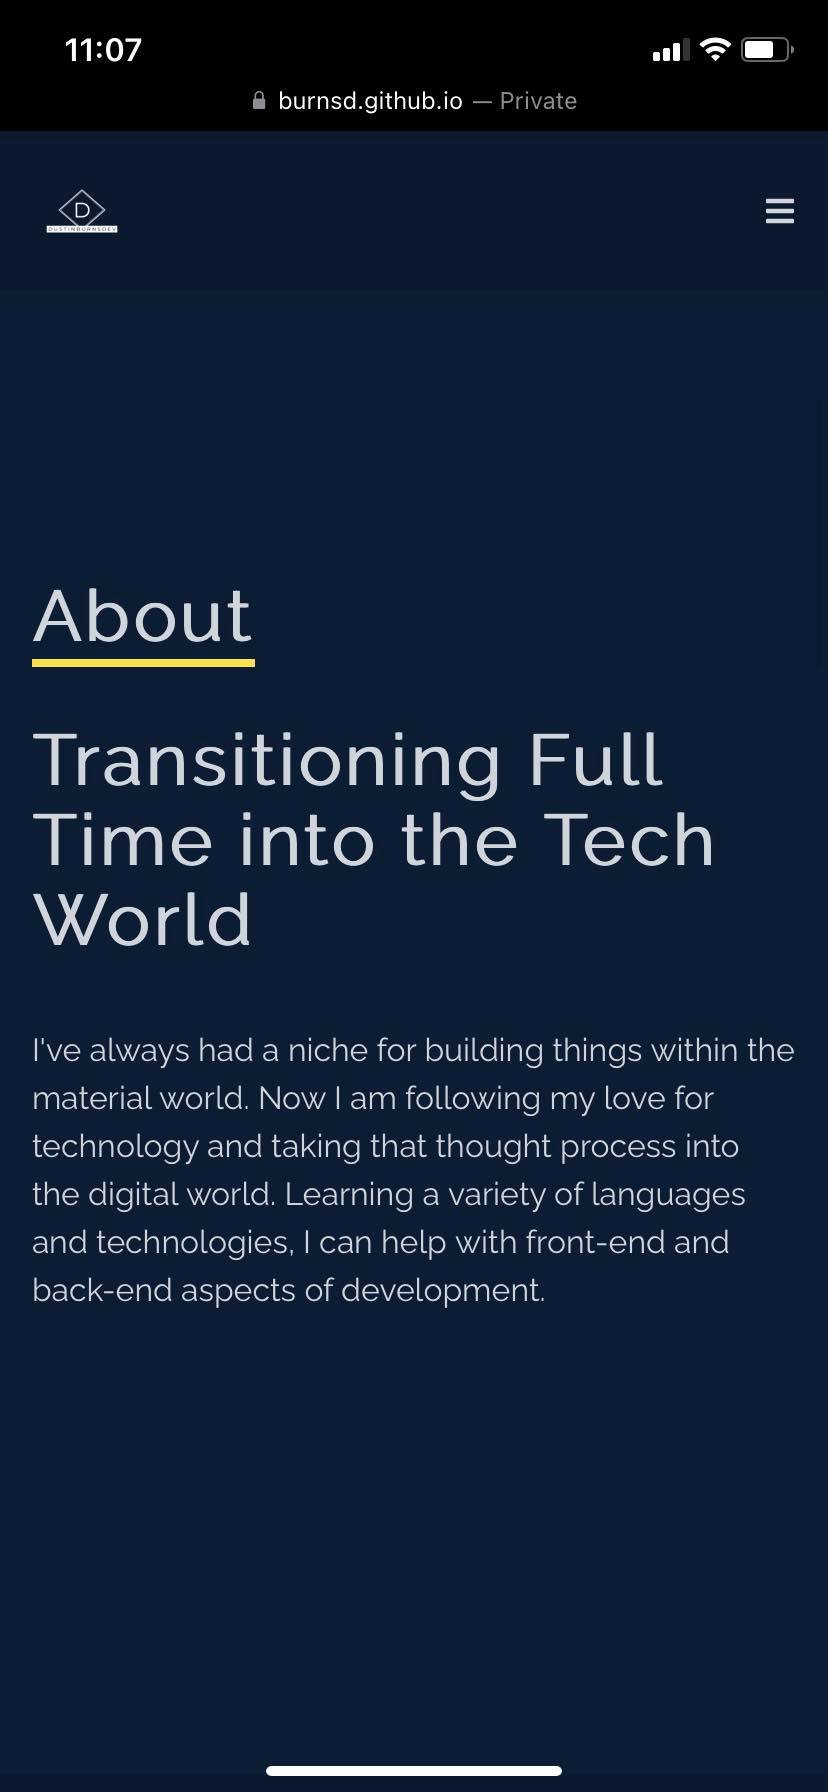 11:07
burnsd.github.io — Private
D
DUSTINBURNSDEV
About
Transitioning Full
Time into the Tech
World
I've always had a niche for building things within the
material world. Now I am following my love for
technology and taking that thought process into
the digital world. Learning a variety of languages
and technologies, I can help with front-end and
back-end aspects of development.